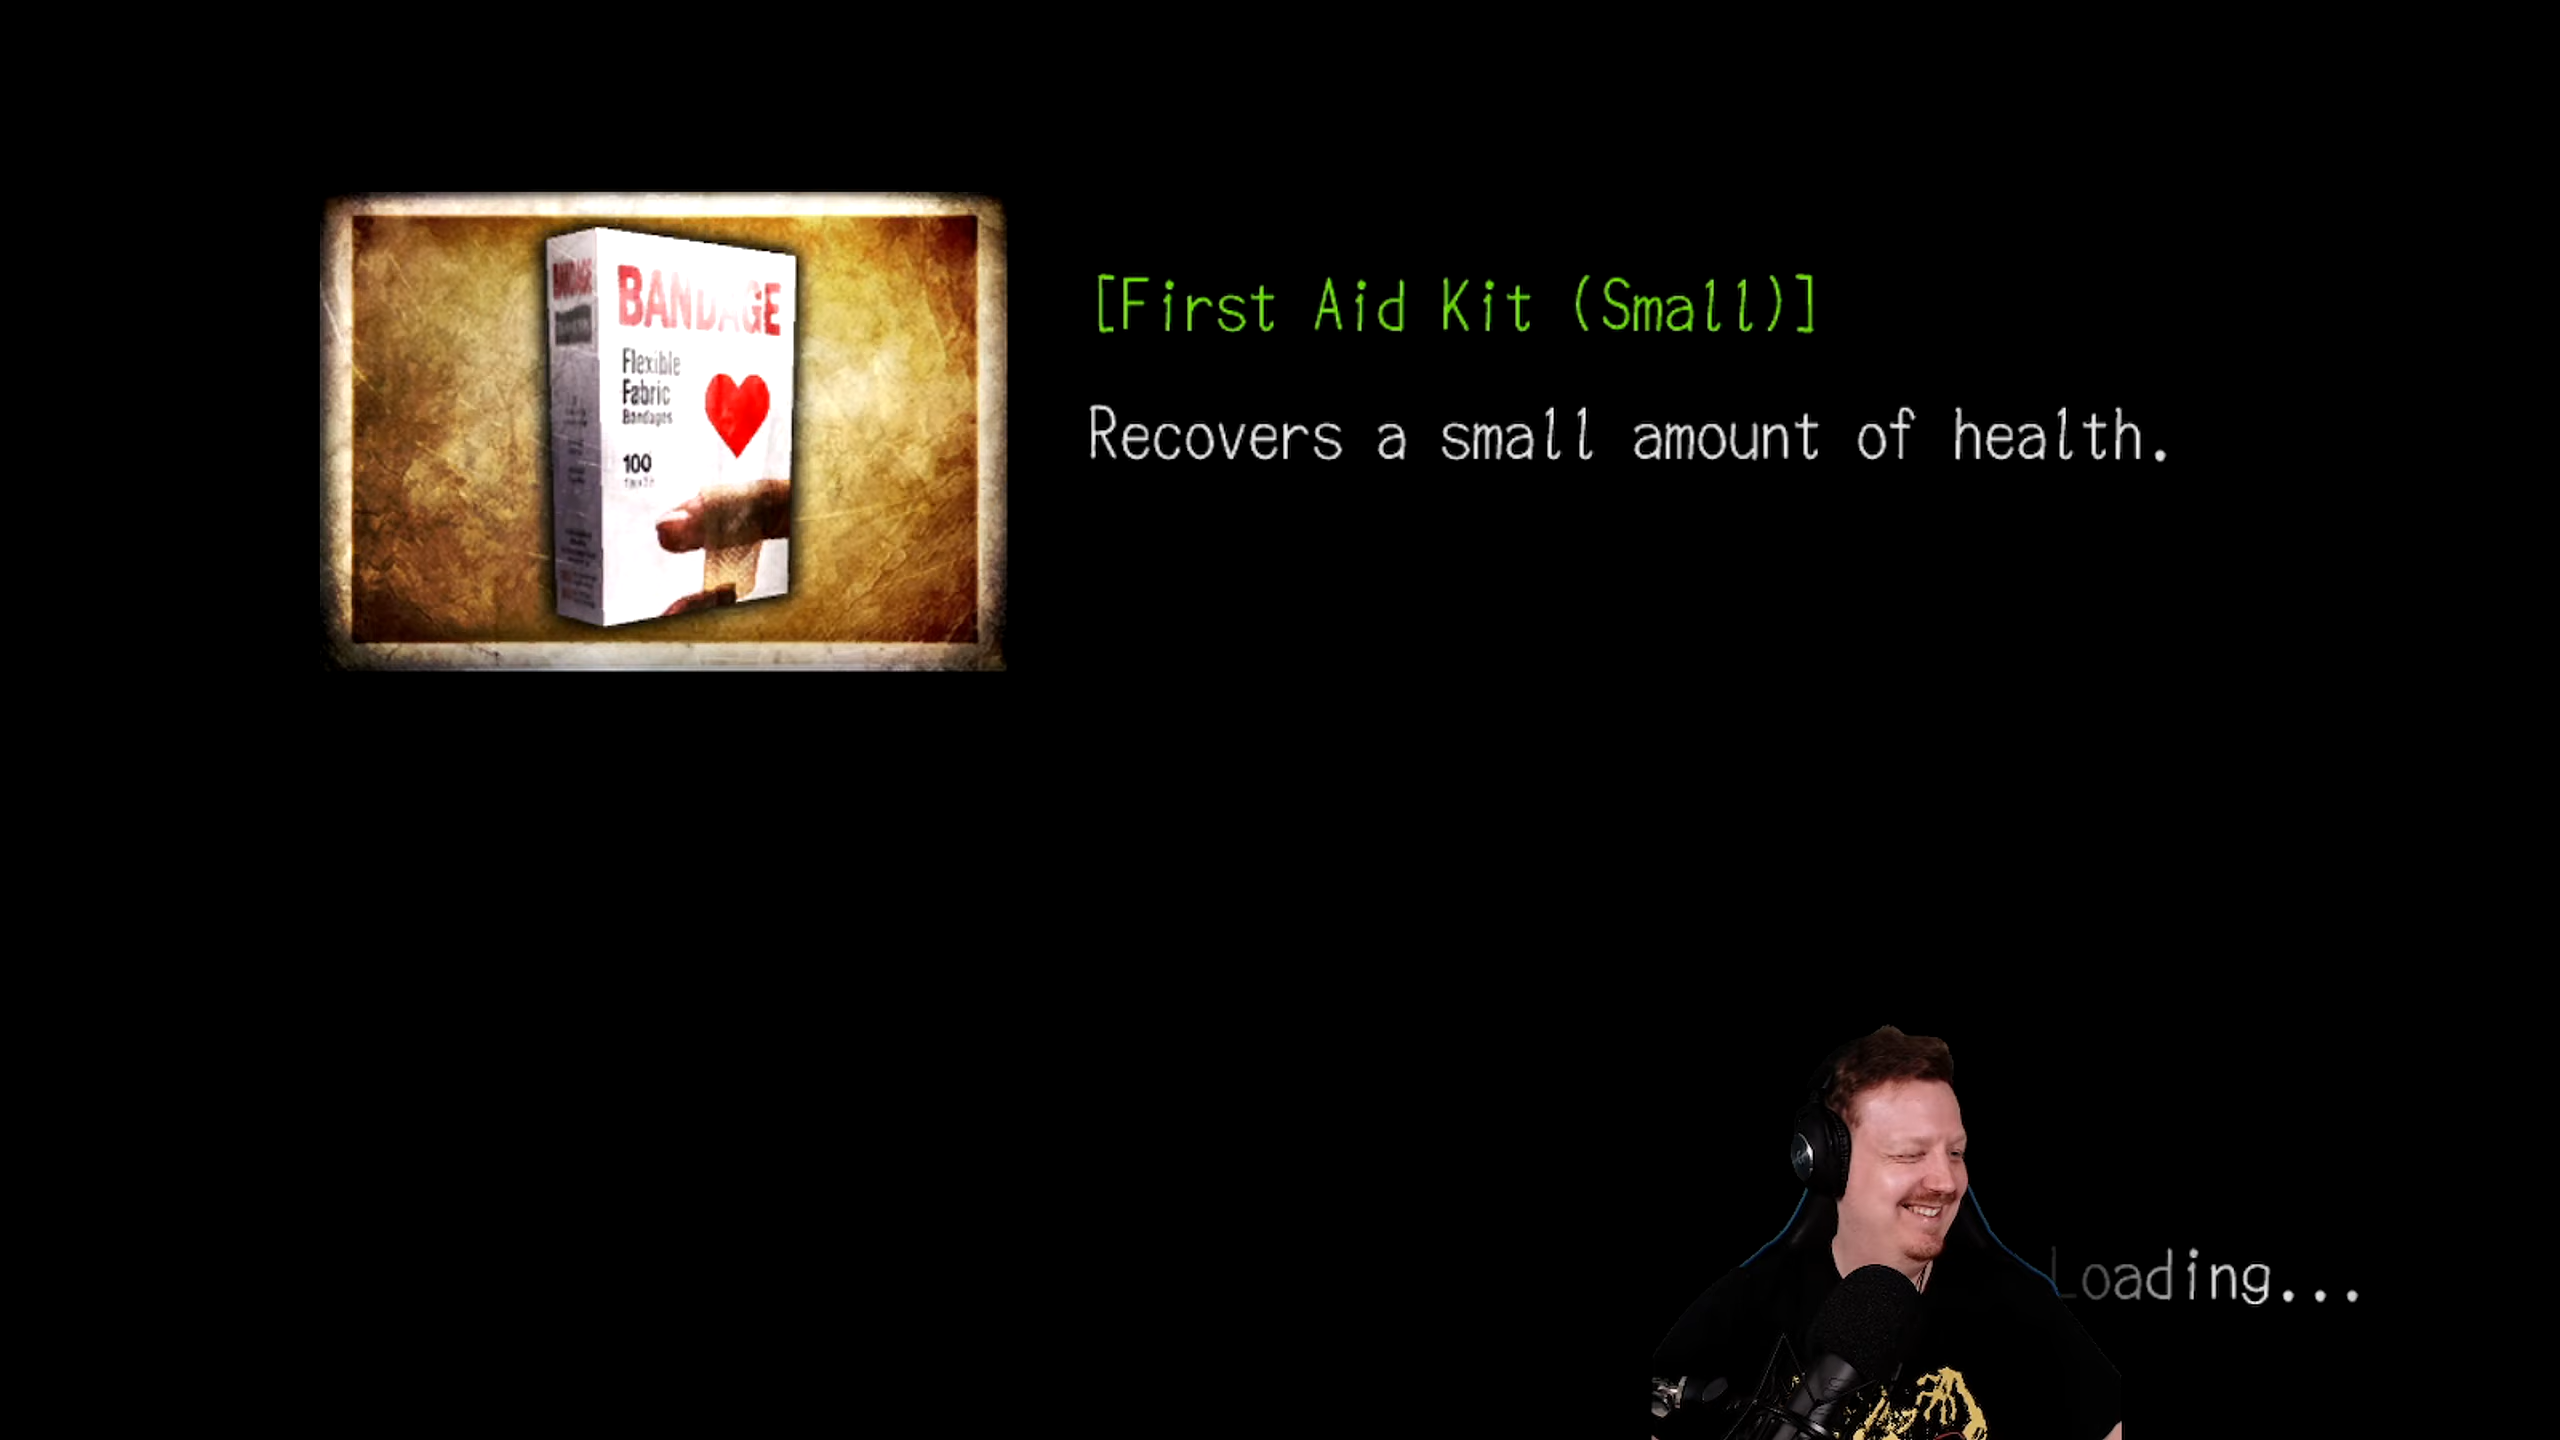 BANDAGE
Flexible
Fabric
Bandages
100
[First Aid Kit (Small)]
Recovers a small amount of health.
Loading...